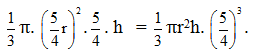 1/3 π.(5/4 r)².5/4. h = 1/3 πr²h.(5/4)³.